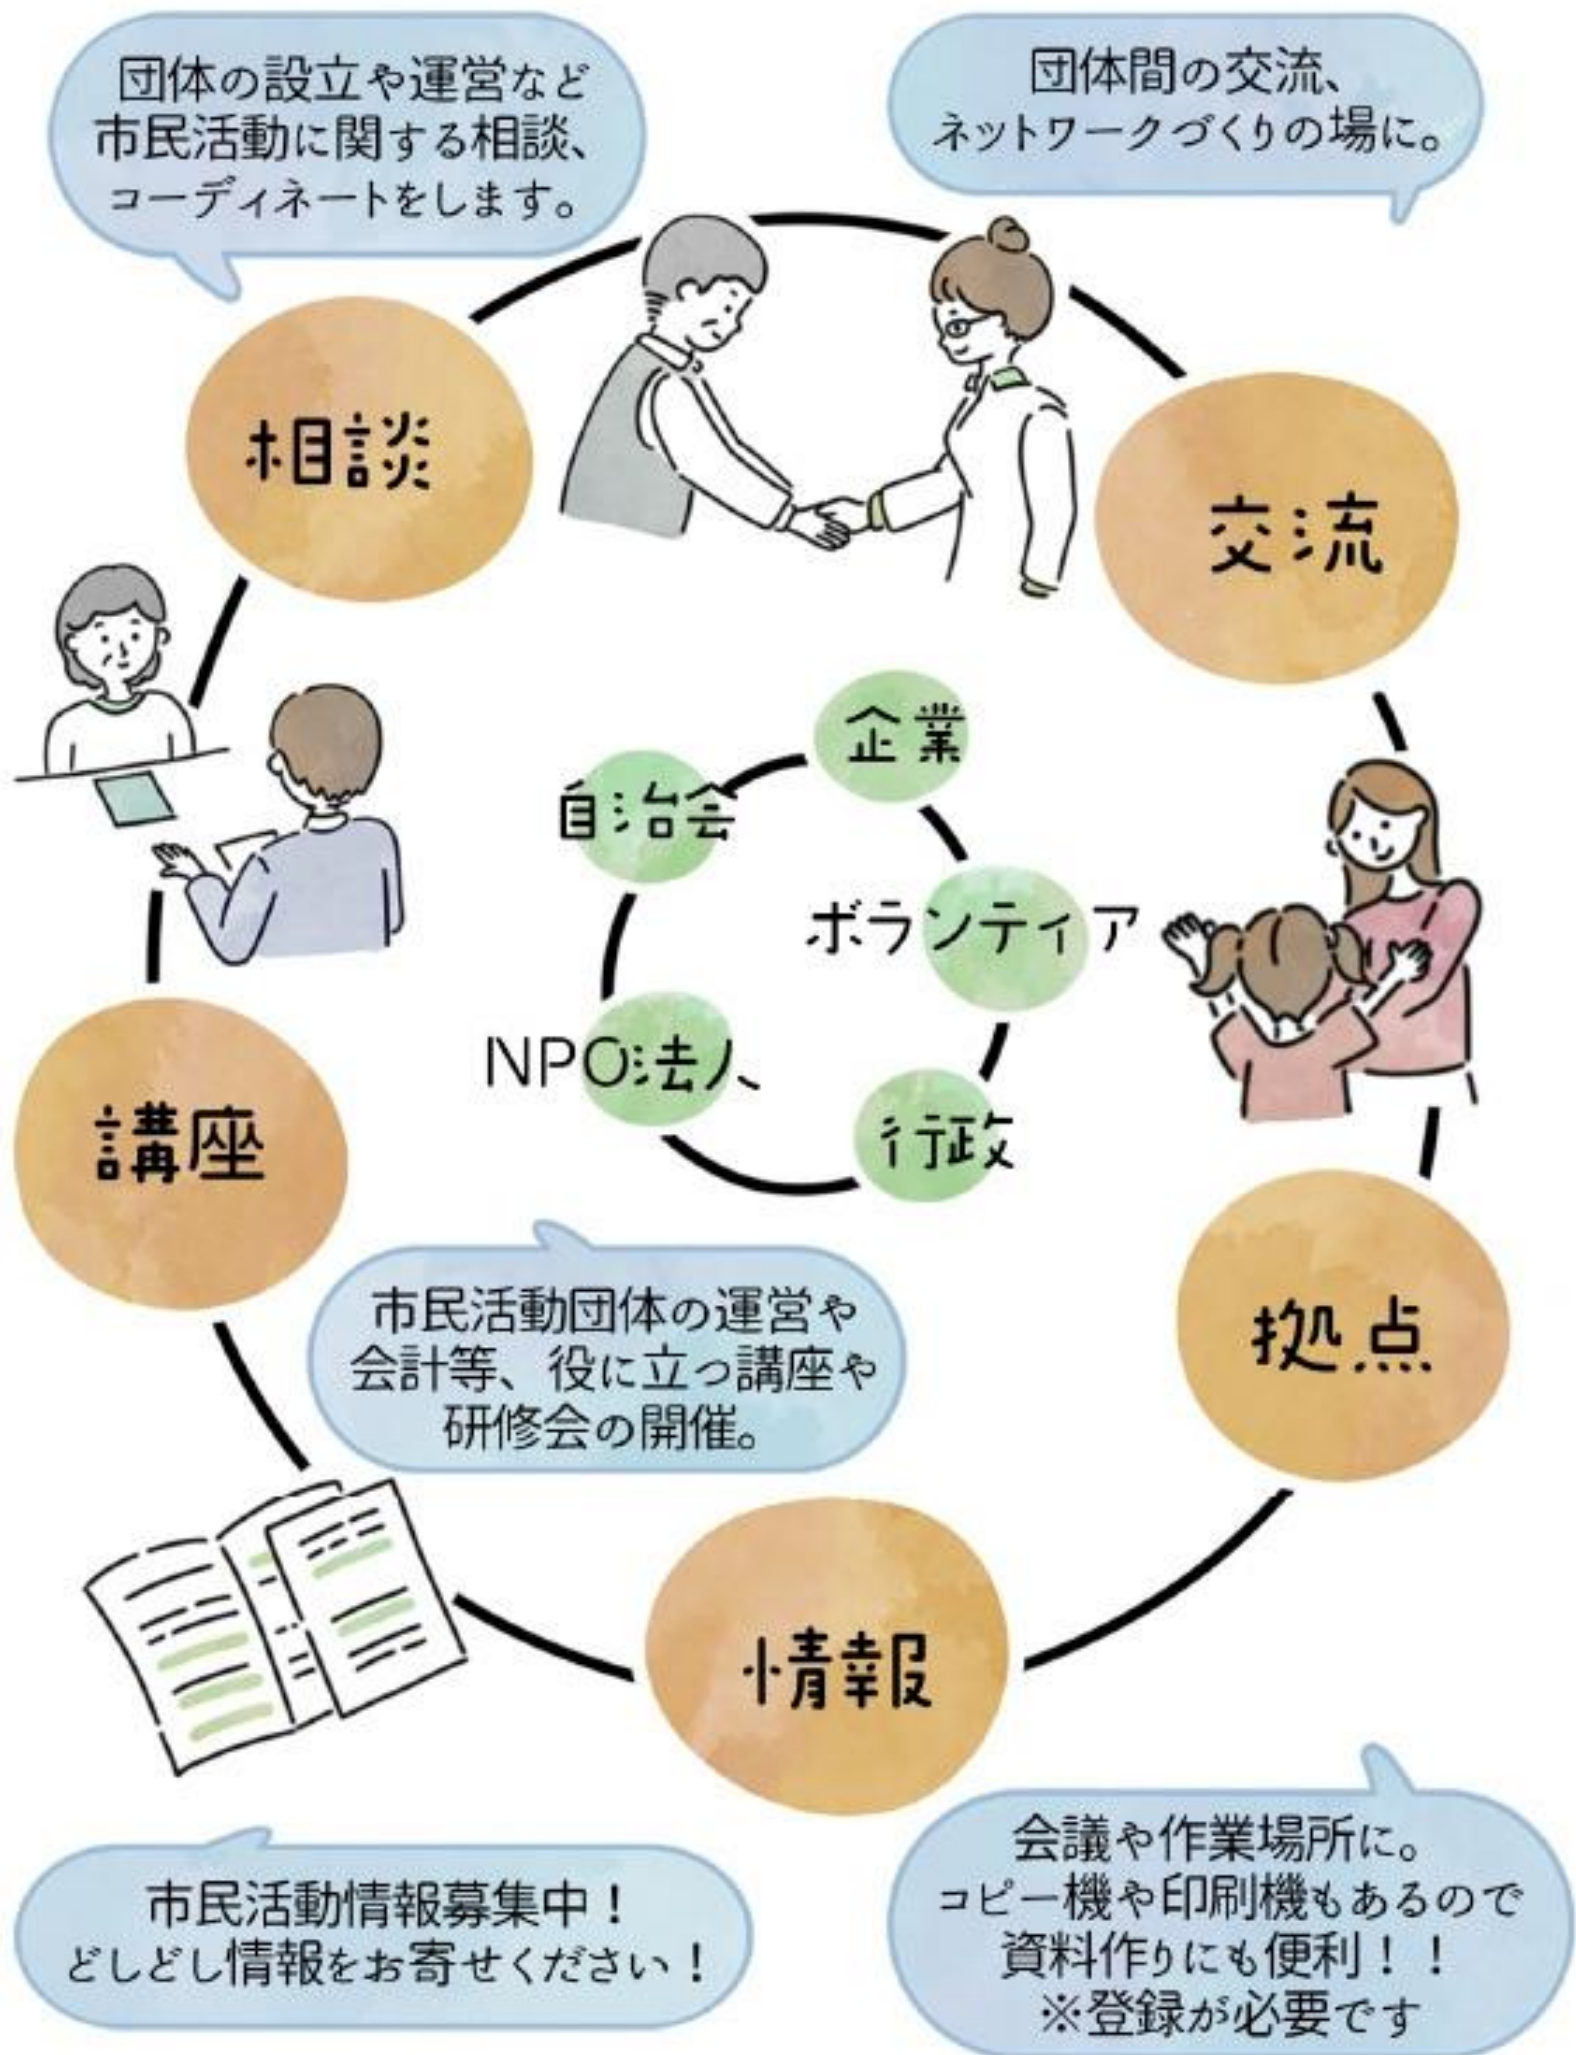 団体の設立や運営など
市民活動に関する相談、
コーディネートをします。
団体間の交流、
ネットワークづくりの場に。
相談
交流
企業
自治会
ボランティア
NPO法人
行政
講座
拠点
市民活動団体の運営や
会計等、役に立つ講座や
研修会の開催。
情報
市民活動情報募集中！
どしどし情報をお寄せください！
会議や作業場所に。
コピー機や印刷機もあるので
資料作りにも便利！！
※登録が必要です